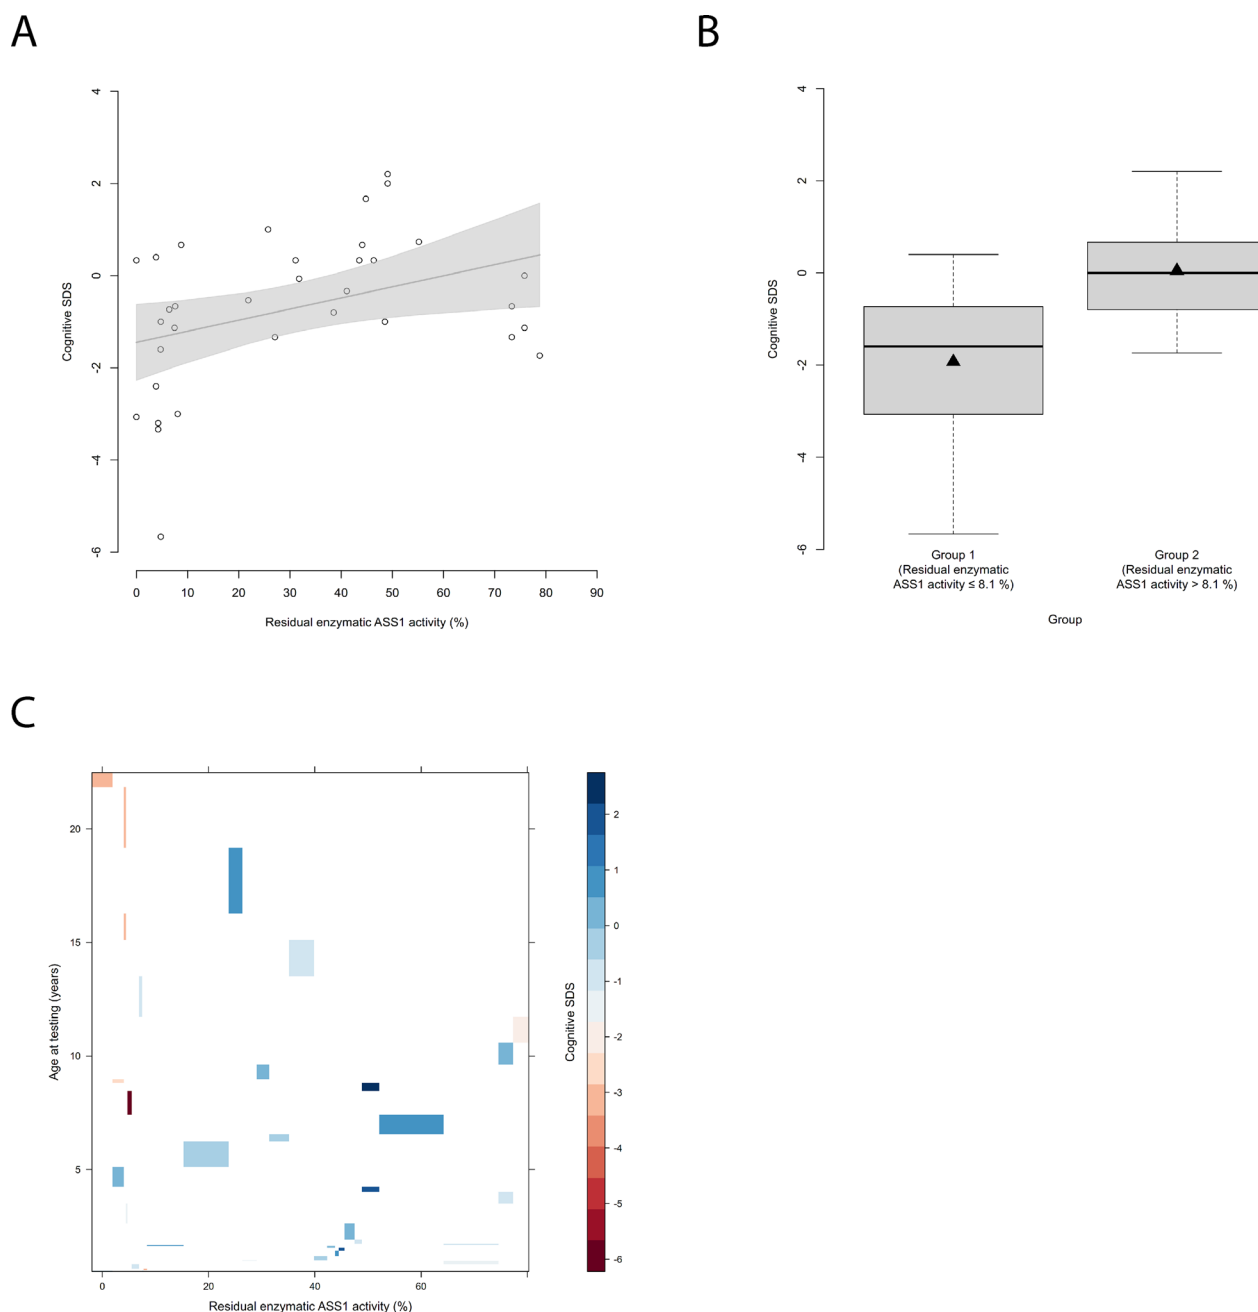 A
B
4
2
0
-2
-4
-6
Cognitive SDS
0
10
20
30
40
50
60
70
80
90
Residual enzymatic ASS1 activity (%)
4
2
0
-2
-4
-6
Cognitive SDS
Group 1
(Residual enzymatic
ASS1 activity ≤ 8.1 %)
Group 2
(Residual enzymatic
ASS1 activity > 8.1 %)
Group
C
20
15
10
5
Age at testing (years)
0
20
40
60
Residual enzymatic ASS1 activity (%)
Cognitive SDS
2
1
0
-1
-2
-3
-4
-5
-6